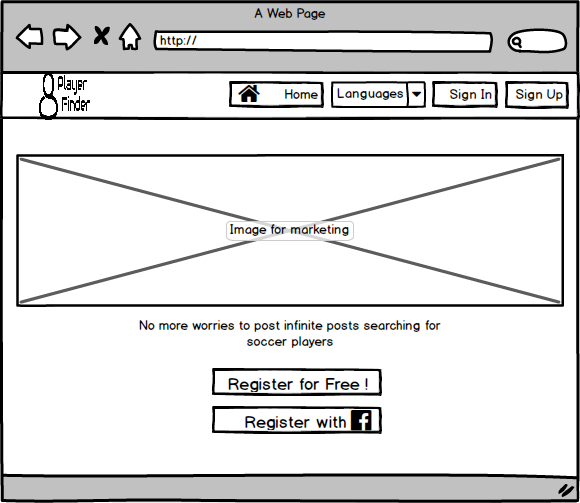 A Web Page
http://
Player
Finder
Home
Languages
Sign In
Sign Up
Image for marketing
No more worries to post infinite posts searching for
soccer players
Register for Free !
Register with f